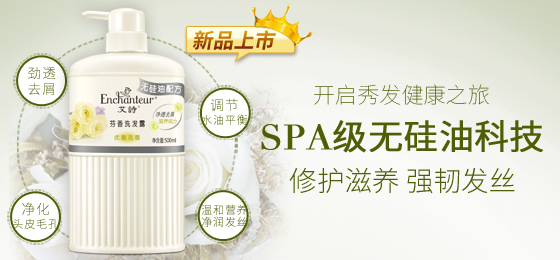 新品上市
劲透
去屑
调节
水油平衡
净化
头皮毛孔
温和营养
净润发丝
无硅油配方
Enchanteur
艾诗
芬香洗发露
净含量:500ml
开启秀发健康之旅
SPA级无硅油科技
修护滋养 强韧发丝